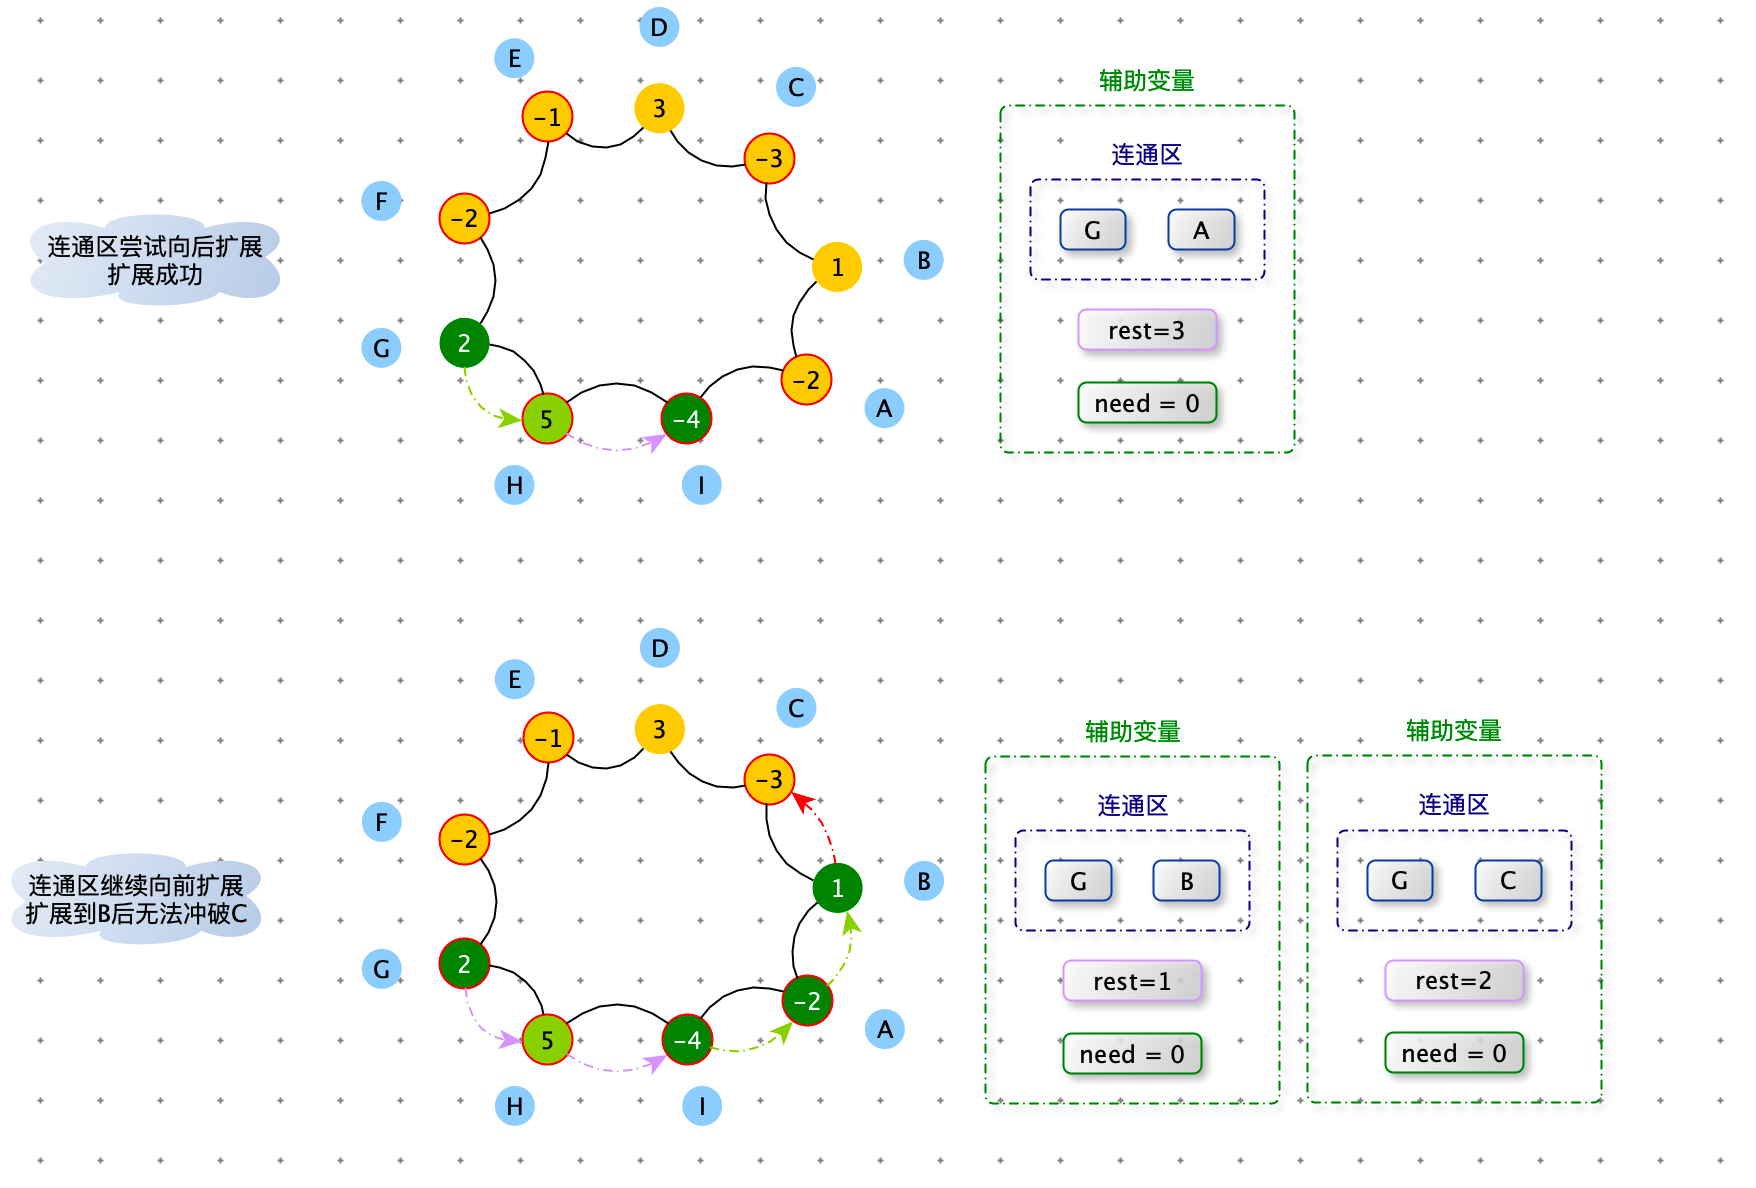 D
E
C
3
-1
-3
F
-2
B
1
G
2
-2
A
5
-4
H
I
连通区尝试向后扩展
扩展成功
辅助变量
连通区
G A
rest=3
need = 0
D
E
C
3
-1
-3
F
-2
B
1
G
2
-2
A
5
-4
H
I
连通区继续向前扩展
扩展到B后无法冲破C
辅助变量
连通区
G B
rest=1
need = 0
辅助变量
连通区
G C
rest=2
need = 0